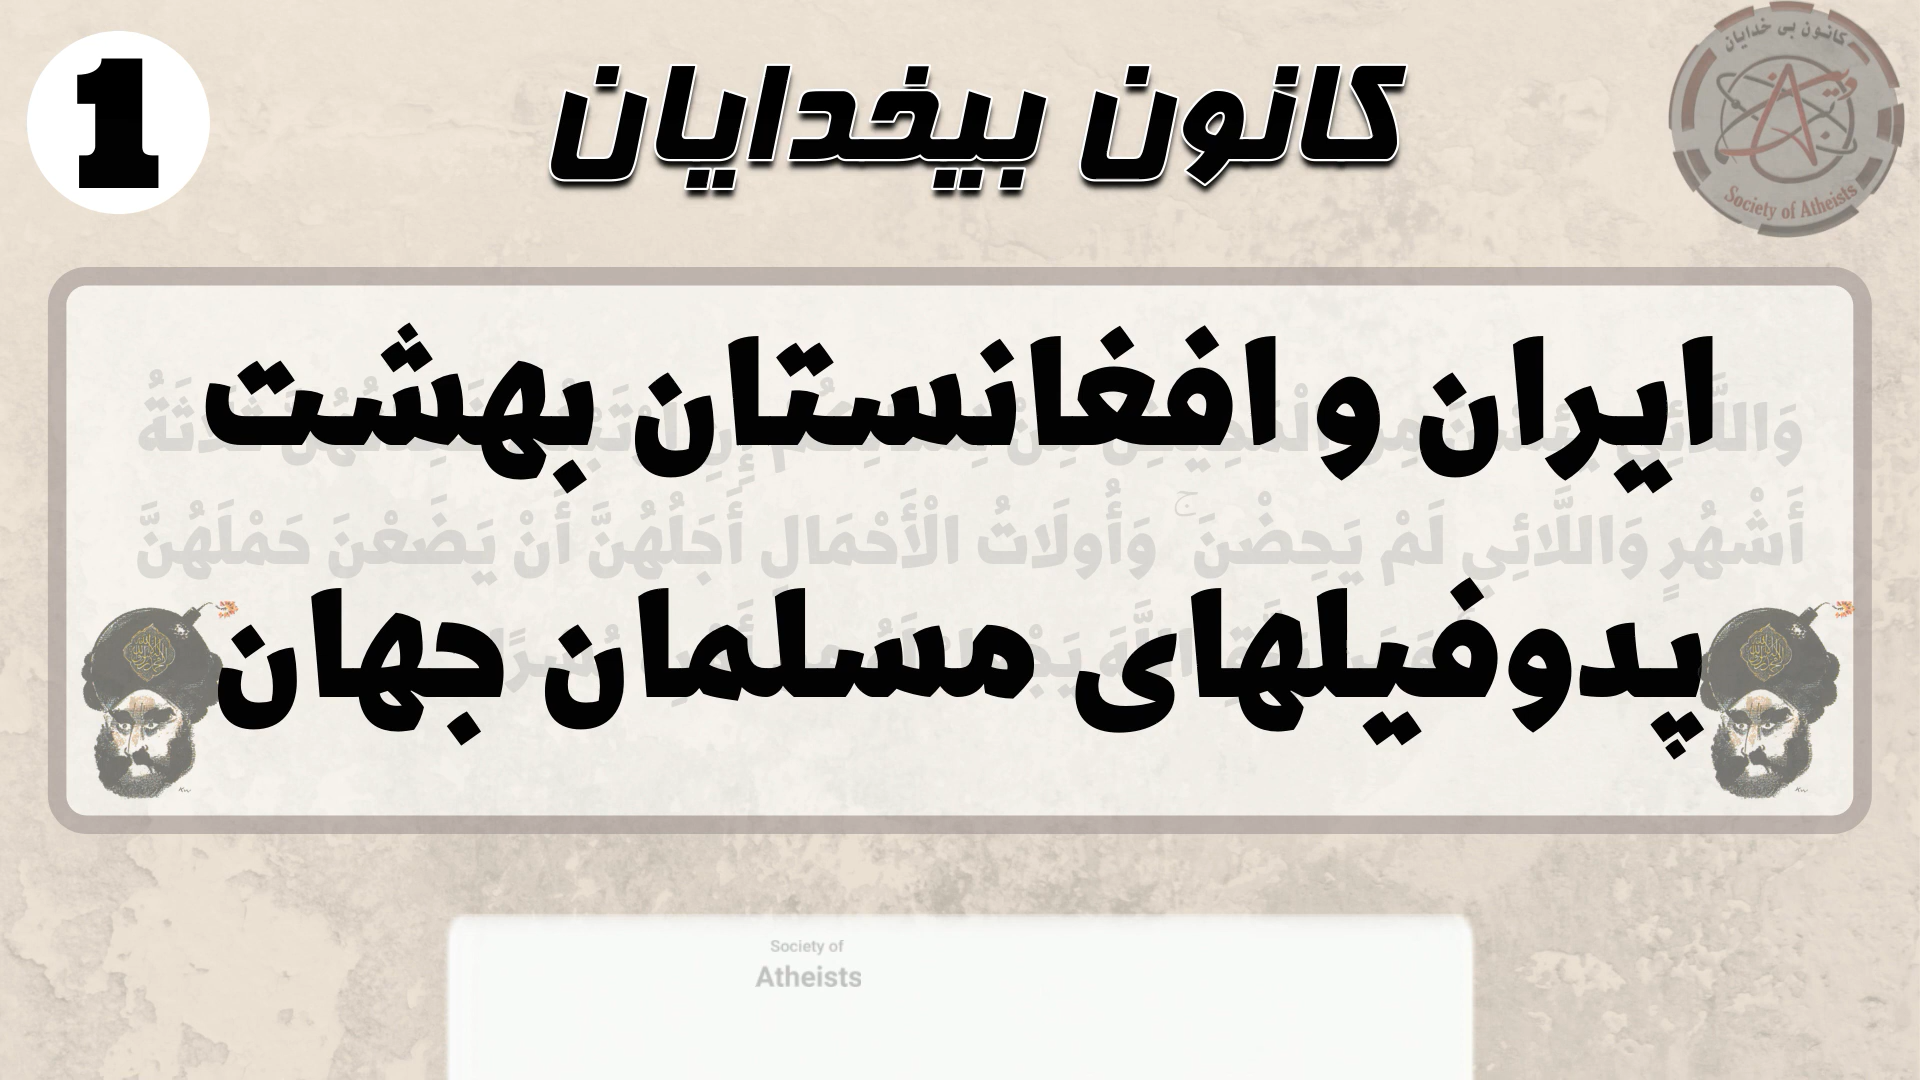 1
کانون بیخدایان
کانون بی خدایان
Society of Atheists
ایران و افغانستان بهشت
أَشْهُرٍ وَاللَّائِي لَمْ يَحِضْنَ ۚ وَأُولَاتُ الْأَحْمَالِ أَجَلُهُنَّ أَنْ يَضَعْنَ حَمْلَهُنَّ
پدوفیلهای مسلمان جهان
Society of
Atheists